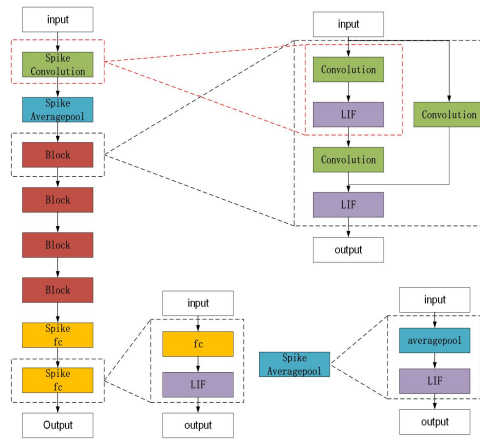 input
Spike
Convolution
Spike
Averagepool
Block
Block
Block
Block
Spike
fc
Spike
fc
Output
input
Convolution
LIF
Convolution
Convolution
LIF
output
input
fc
LIF
output
Spike
Averagepool
input
averagepool
LIF
output